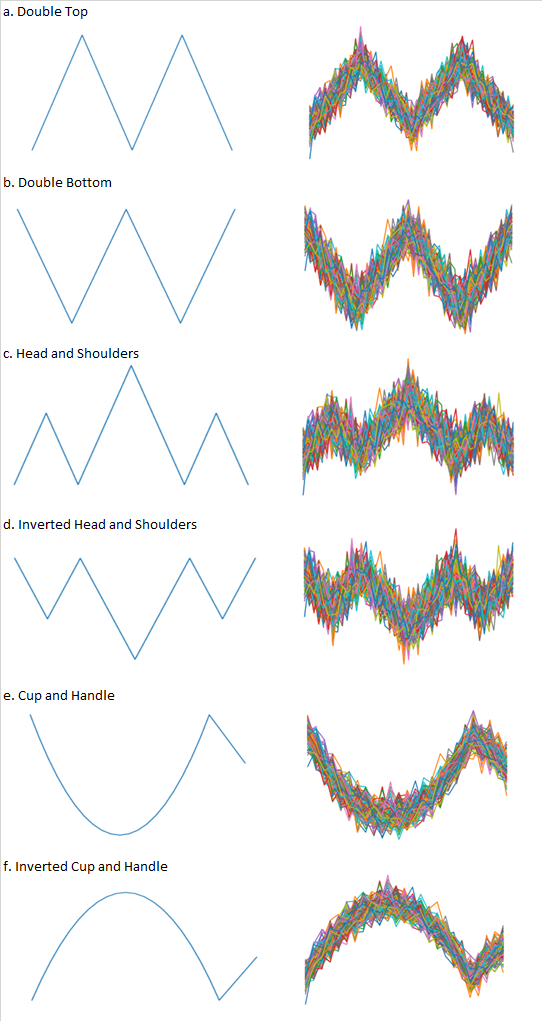 a. Double Top
b. Double Bottom
c. Head and Shoulders
d. Inverted Head and Shoulders
e. Cup and Handle
f. Inverted Cup and Handle